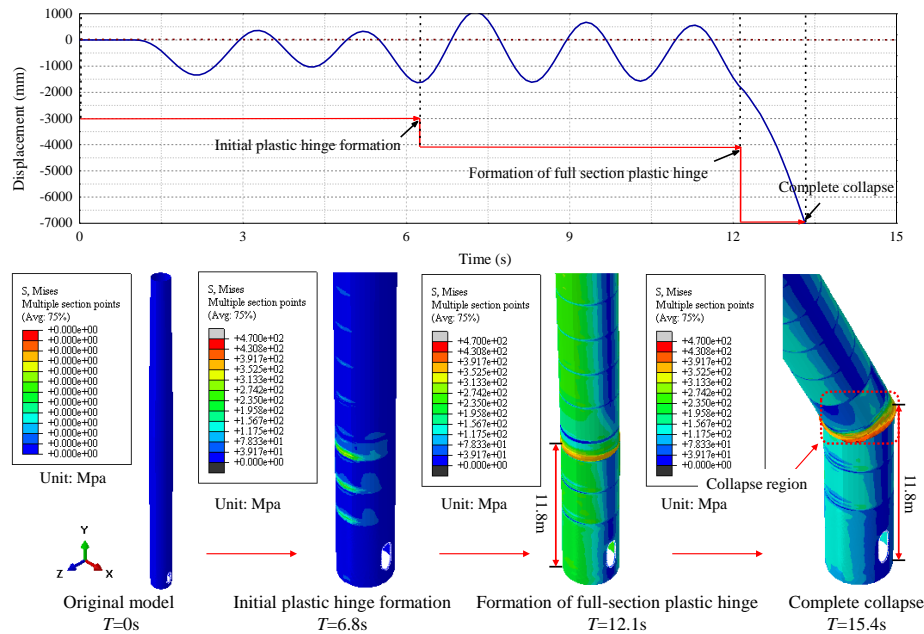 1000
0
-1000
-2000
-3000
-4000
-5000
-6000
-7000
Displacement (mm)
Initial plastic hinge formation
Formation of full section plastic hinge
Complete collapse
0
3
6
9
12
15
Time (s)
S, Mises
Multiple section points
(Avg: 75%)
+0.000e+00
+0.000e+00
+0.000e+00
+0.000e+00
+0.000e+00
+0.000e+00
+0.000e+00
+0.000e+00
+0.000e+00
+0.000e+00
+0.000e+00
Unit: Mpa
S, Mises
Multiple section points
(Avg: 75%)
+4.700e+02
+4.308e+02
+3.917e+02
+3.525e+02
+3.133e+02
+2.742e+02
+2.350e+02
+1.958e+02
+1.567e+02
+1.175e+02
+7.833e+01
+3.917e+01
+0.000e+00
Unit: Mpa
S, Mises
Multiple section points
(Avg: 75%)
+4.700e+02
+4.308e+02
+3.917e+02
+3.525e+02
+3.133e+02
+2.742e+02
+2.350e+02
+1.958e+02
+1.567e+02
+1.175e+02
+7.833e+01
+3.917e+01
+0.000e+00
Unit: Mpa
11.8m
S, Mises
Multiple section points
(Avg: 75%)
+4.700e+02
+4.308e+02
+3.917e+02
+3.525e+02
+3.133e+02
+2.742e+02
+2.350e+02
+1.958e+02
+1.567e+02
+1.175e+02
+7.833e+01
+3.917e+01
+0.000e+00
Unit: Mpa
Collapse region
11.8m
Y
Z
X
Original model
T=0s
Initial plastic hinge formation
T=6.8s
Formation of full-section plastic hinge
T=12.1s
Complete collapse
T=15.4s